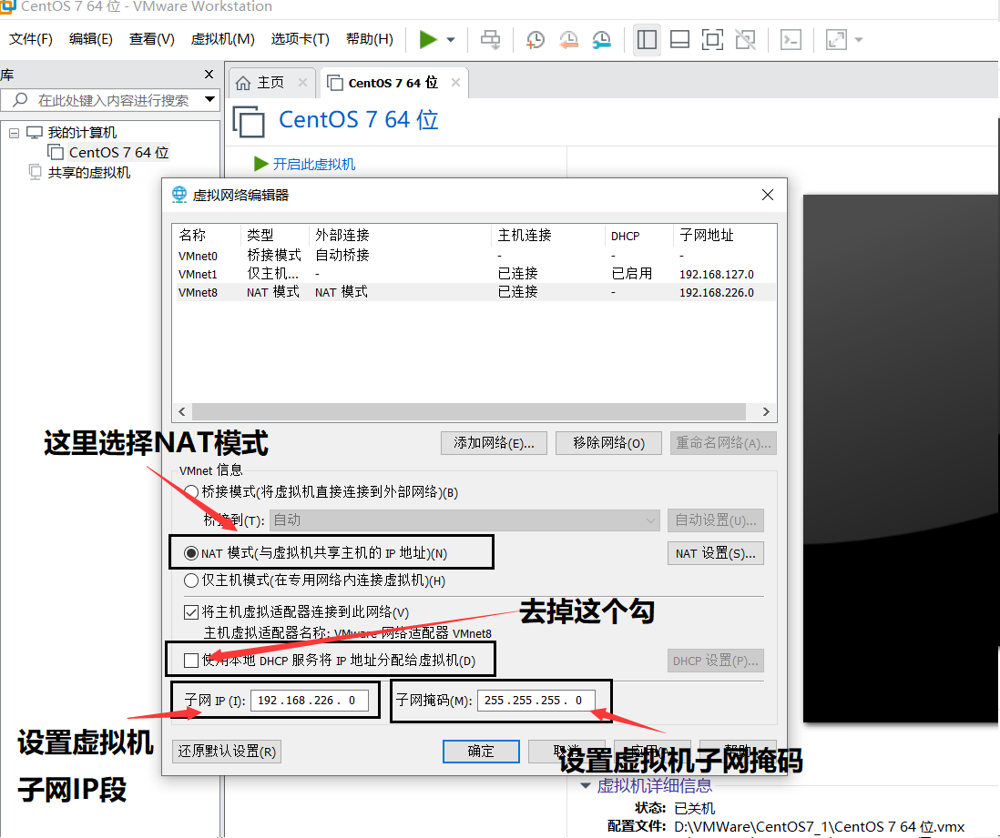 CentOS 7 64 位 - VMware Workstation
文件(F) 编辑(E) 查看(V) 虚拟机(M) 选项卡(T) 帮助(H)
库
在此处键入内容进行搜索
我的计算机
CentOS 7 64 位
共享的虚拟机
主页 CentOS 7 64 位
CentOS 7 64 位
开启此虚拟机
虚拟网络编辑器
名称 类型 外部连接 主机连接 DHCP 子网地址
VMnet0 桥接模式 自动桥接 - - -
VMnet1 仅主机... - 已连接 已启用 192.168.127.0
VMnet8 NAT 模式 NAT 模式 已连接 - 192.168.226.0
这里选择NAT模式
添加网络(E)... 移除网络(O) 重命名网络(A)...
VMnet 信息
桥接模式(将虚拟机直接连接到外部网络)(B)
桥接到(T): 自动 自动设置(U)...
NAT 模式(与虚拟机共享主机的 IP 地址)(N) NAT 设置(S)...
仅主机模式(在专用网络内连接虚拟机)(H)
将主机虚拟适配器连接到此网络(V)
去掉这个勾
主机虚拟适配器名称: VMware 网络适配器 VMnet8
使用本地 DHCP 服务将 IP 地址分配给虚拟机(D) DHCP 设置(P)...
子网 IP (I): 192.168.226. 0 子网掩码(M): 255.255.255. 0
设置虚拟机
子网IP段
还原默认设置(R) 确定 取消 应用(A) 帮助
设置虚拟机子网掩码
虚拟机详细信息
状态: 已关机
配置文件: D:\VMWare\CentOS7_1\CentOS 7 64 位.vmx